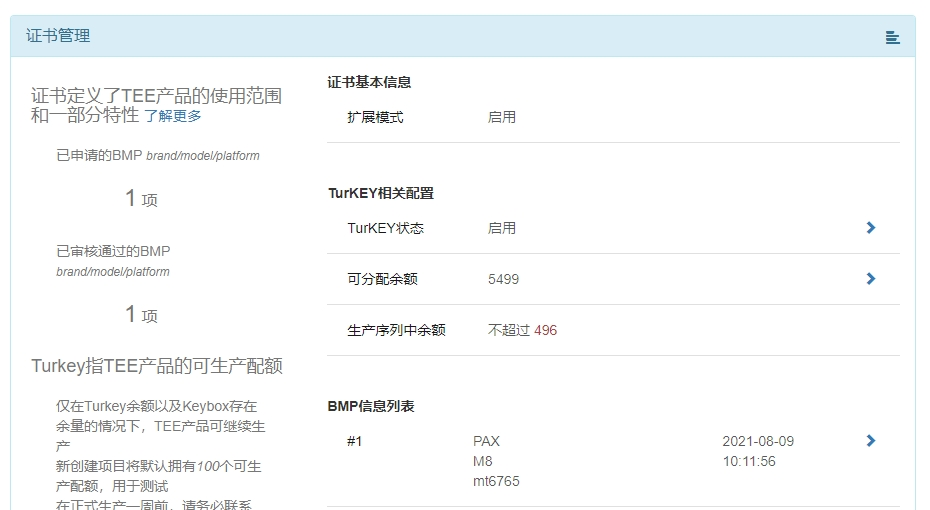 证书管理
证书定义了TEE产品的使用范围
和一部分特性 了解更多
已申请的BMP brand/model/platform
1 项
已审核通过的BMP
brand/model/platform
1 项
Turkey指TEE产品的可生产配额
仅在Turkey余额以及Keybox存在
余量的情况下，TEE产品可继续生
产
新创建项目将默认拥有100个可生
产配额，用于测试
在正式生产一周前，请务必联系
证书基本信息
扩展模式 启用
TurKEY相关配置
TurKEY状态 启用
可分配余额 5499
生产序列中余额 不超过 496
BMP信息列表
#1 PAX 2021-08-09
M8 10:11:56
mt6765